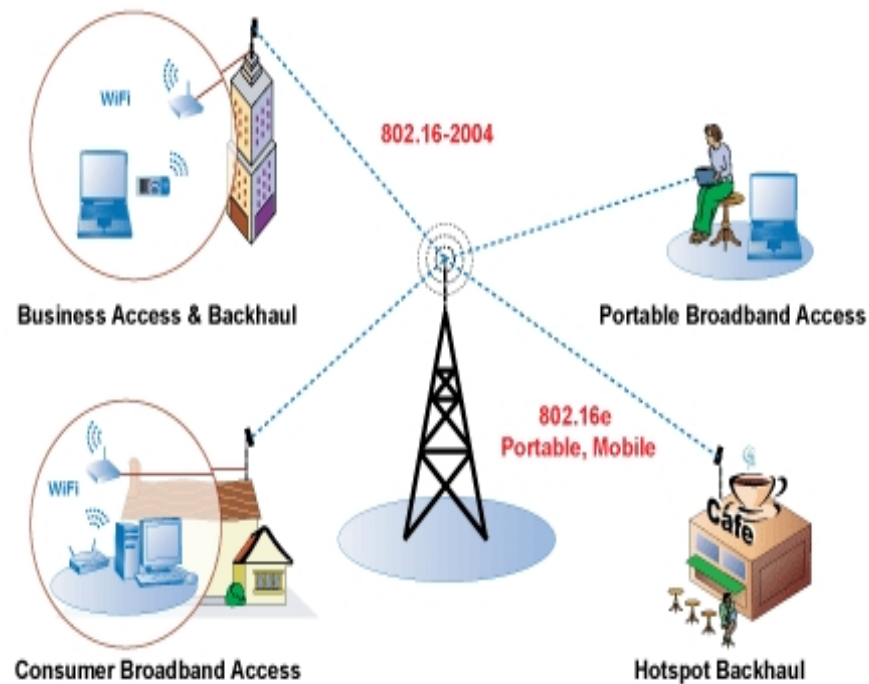 WiFi
802.16-2004
Business Access & Backhaul
Portable Broadband Access
802.16e
Portable, Mobile
WiFi
Cafe
Consumer Broadband Access
Hotspot Backhaul